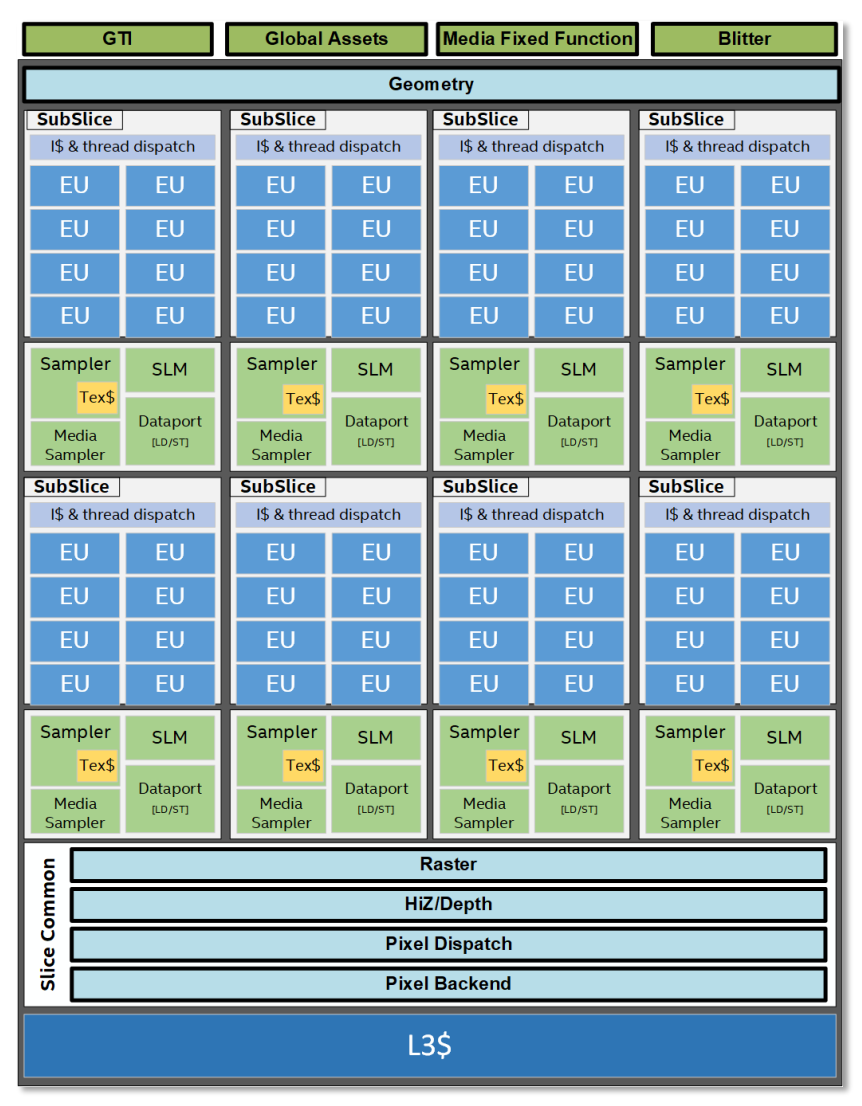 GTI Global Assets Media Fixed Function Blitter
Geometry
SubSlice SubSlice SubSlice SubSlice
I$ & thread dispatch I$ & thread dispatch I$ & thread dispatch I$ & thread dispatch
EU EU EU EU EU EU EU EU
EU EU EU EU EU EU EU EU
EU EU EU EU EU EU EU EU
EU EU EU EU EU EU EU EU
Sampler SLM Sampler SLM Sampler SLM Sampler SLM
Tex$ Tex$ Tex$ Tex$
Dataport Dataport Dataport Dataport
Media [LD/ST] Media [LD/ST] Media [LD/ST] Media [LD/ST]
Sampler Sampler Sampler Sampler
SubSlice SubSlice SubSlice SubSlice
I$ & thread dispatch I$ & thread dispatch I$ & thread dispatch I$ & thread dispatch
EU EU EU EU EU EU EU EU
EU EU EU EU EU EU EU EU
EU EU EU EU EU EU EU EU
EU EU EU EU EU EU EU EU
Sampler SLM Sampler SLM Sampler SLM Sampler SLM
Tex$ Tex$ Tex$ Tex$
Dataport Dataport Dataport Dataport
Media [LD/ST] Media [LD/ST] Media [LD/ST] Media [LD/ST]
Sampler Sampler Sampler Sampler
Slice Common
Raster
HiZ/Depth
Pixel Dispatch
Pixel Backend
L3$